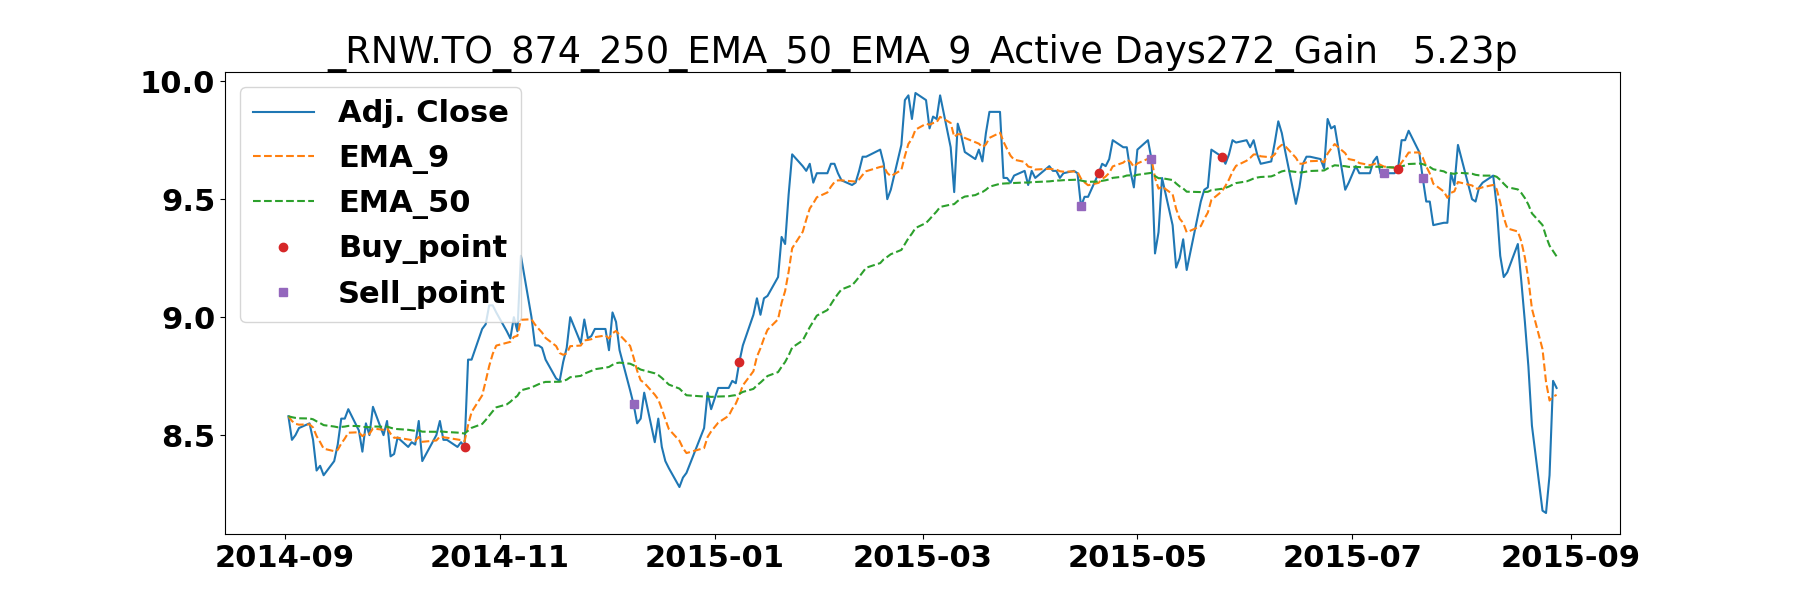 _RNW.TO_874_250_EMA_50_EMA_9_Active Days272_Gain   5.23p
10.0
9.5
9.0
8.5
Adj. Close
EMA_9
EMA_50
Buy_point
Sell_point
2014-09 2014-11 2015-01 2015-03 2015-05 2015-07 2015-09